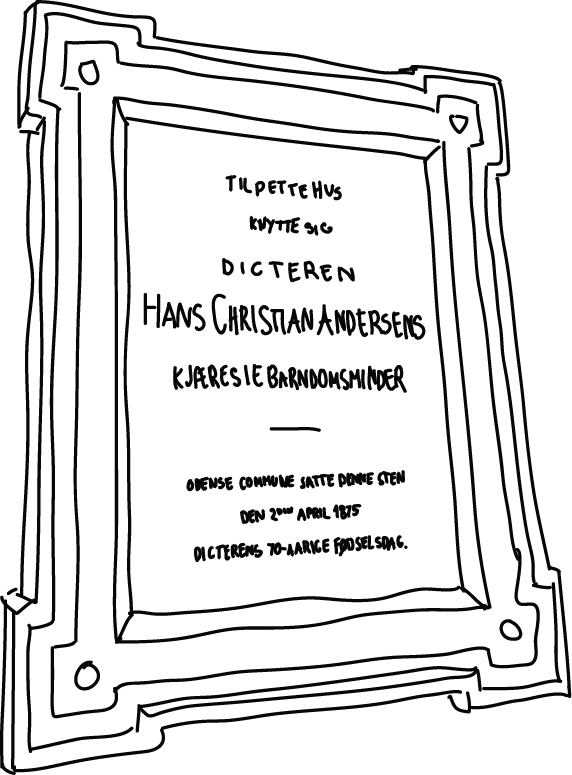 TIL DETTE HUS
KNYTTE SIG
DICTEREN
HANS CHRISTIAN ANDERSENS
KJÆRESTE BARNDOMSMINDER
ODENSE COMMUNE SATTE DENNE STEN
DEN 2DEN APRIL 1875
DICTERENS 70-AARIGE FØDSELSDAG.